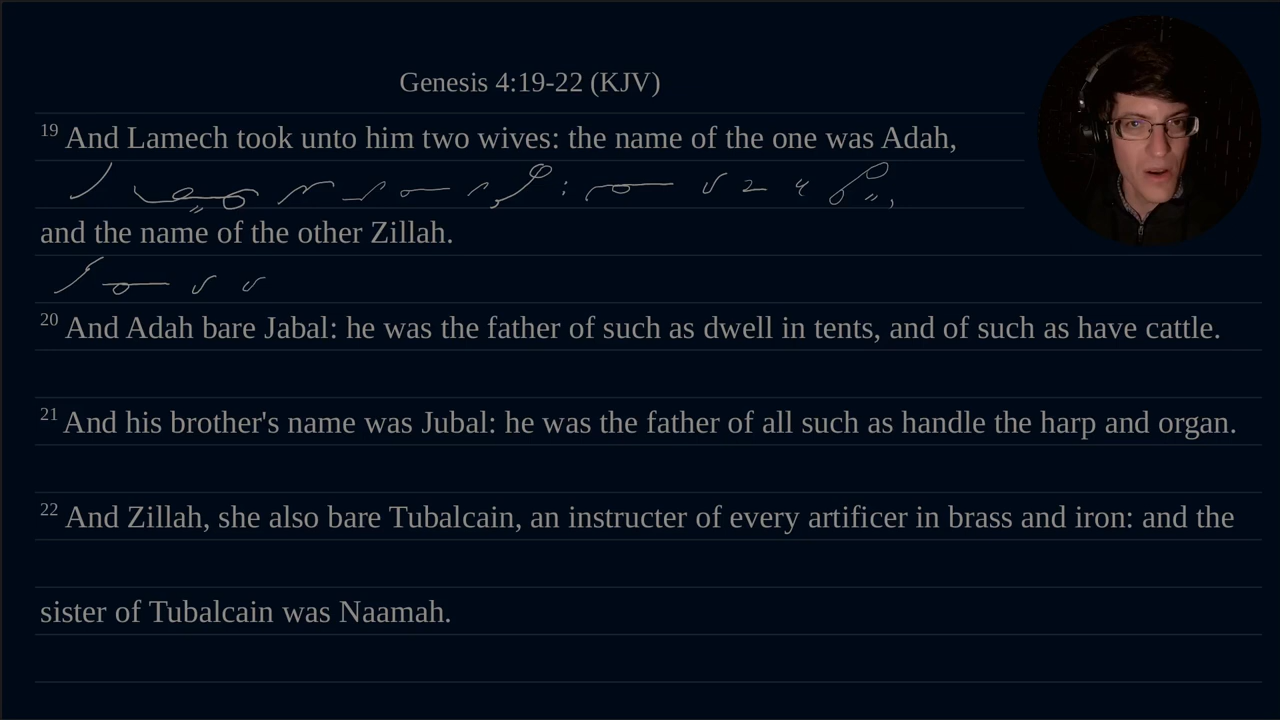 Genesis 4:19-22 (KJV)
19 And Lamech took unto him two wives: the name of the one was Adah,
and the name of the other Zillah.
20 And Adah bare Jabal: he was the father of such as dwell in tents, and of such as have cattle.
21 And his brother's name was Jubal: he was the father of all such as handle the harp and organ.
22 And Zillah, she also bare Tubalcain, an instructer of every artificer in brass and iron: and the
sister of Tubalcain was Naamah.